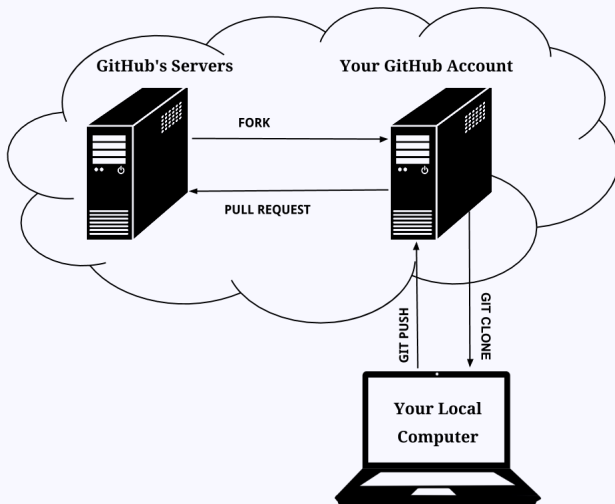 GitHub's Servers
Your GitHub Account
FORK
PULL REQUEST
GIT PUSH
GIT CLONE
Your Local
Computer